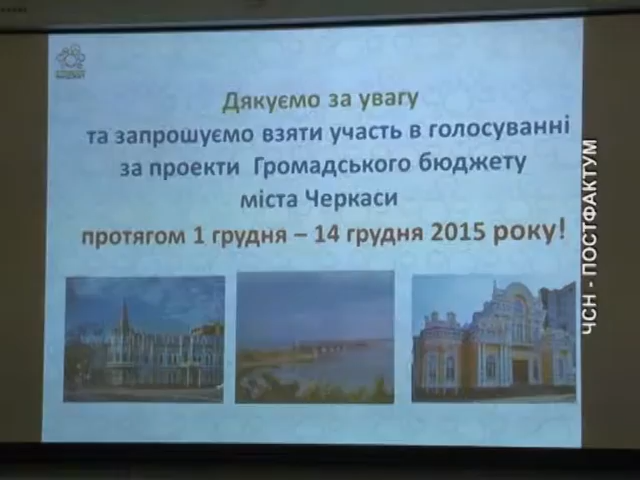 Дякуємо за увагу
та запрошуємо взяти участь в голосуванні
за проекти Громадського бюджету
міста Черкаси
протягом 1 грудня – 14 грудня 2015 року!
ЧСН - ПОСТФАКТУМ